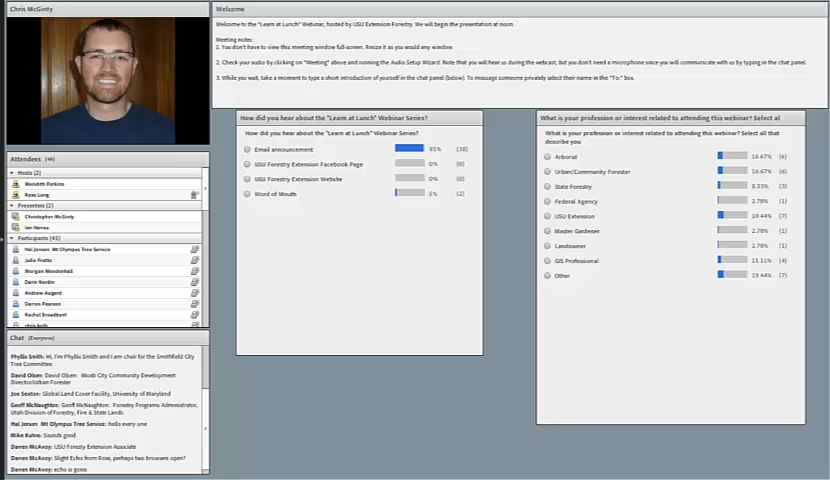 Chris McGinty
Welcome
Welcome to the "Learn at Lunch" Webinar, hosted by USU Extension Forestry. We will begin the presentation at noon.
Meeting notes:
1. You don't have to view this meeting window full-screen. Resize it as you would any window.
2. Check your audio by clicking on "Meeting" above and running the Audio Setup Wizard. Note that you will hear us during the webcast, but you don't need a microphone since you will communicate with us by typing in the chat panel.
3. While you wait, take a moment to type a short introduction of yourself in the chat panel (below) To message someone privately select their name in the "To:" box.
How did you hear about the "Learn at Lunch" Webinar Series?
How did you hear about the "Learn at Lunch" Webinar Series?
Email announcement 95% (38)
USU Forestry Extension Facebook Page 0% (0)
USU Forestry Extension Website 0% (0)
Word of Mouth 5% (2)
What is your profession or interest related to attending this webinar? Select al
What is your profession or interest related to attending this webinar? Select all that
describe you
Arborist 16.67% (6)
Urban/Community Forester 16.67% (6)
State Forestry 8.33% (3)
Federal Agency 2.78% (1)
USU Extension 19.44% (7)
Master Gardener 2.78% (1)
Landowner 2.78% (1)
GIS Professional 11.11% (4)
Other 19.44% (7)
Attendees
Hosts (2)
Meridith Perkins
Rose Long
Presenters (2)
Christopher McGinty
Ian Hanou
Participants (45)
Hal Jensen Mt Olympus Tree Service
Julie Fratto
Morgan Mendenhall
Darin Nardin
Andrew Aagard
Darren Pearson
Rachel Broadbent
chris
Chat (Everyone)
Phyllis Smith: Hi, I'm Phyllis Smith and I am chair for the Smithfield City
Tree Committee.
David Olsen: David Olsen: Moab City Community Development
Director/Urban Forester
Joe Sexton: Global Land Cover Facility, University of Maryland
Geoff McNaughton: Geoff McNaughton: Forestry Programs Administrator,
Utah Division of Forestry, Fire & State Lands.
Hal Jensen Mt Olympus Tree Service: hello every one
Mike Kuhns: Sounds good
Darren McAvoy: USU Foresty Extension Associate
Darren McAvoy: Slight Echo from Rose, perhaps two browsers open?
Darren McAvoy: echo is gone